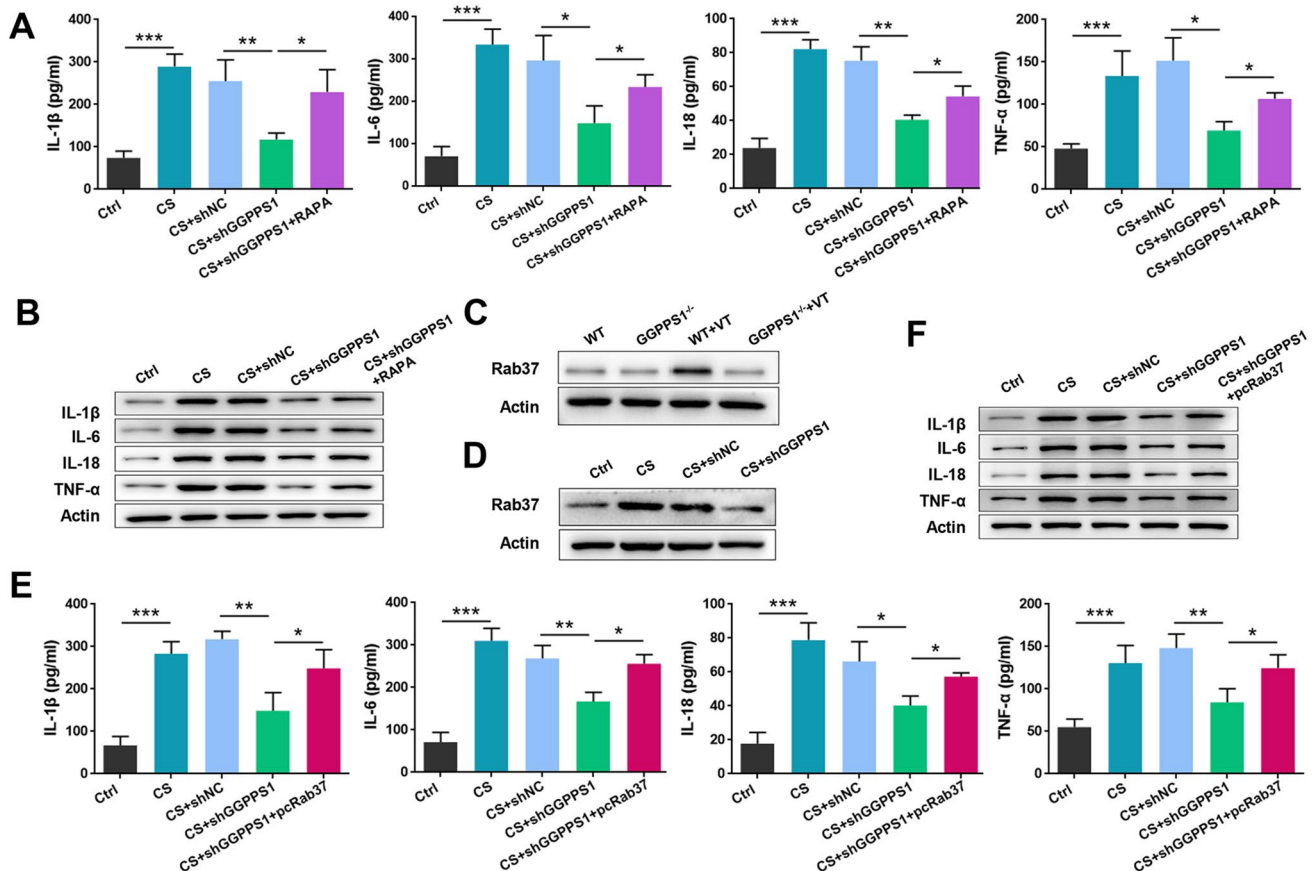 A
IL-1β (pg/ml)
400
300
200
100
0
***
**
*
Ctrl
CS
CS+shNC
CS+shGGPPS1
CS+shGGPPS1+RAPA
IL-6 (pg/ml)
400
300
200
100
0
***
*
*
Ctrl
CS
CS+shNC
CS+shGGPPS1
CS+shGGPPS1+RAPA
IL-18 (pg/ml)
100
80
60
40
20
0
***
**
*
Ctrl
CS
CS+shNC
CS+shGGPPS1
CS+shGGPPS1+RAPA
TNF-α (pg/ml)
200
150
100
50
0
***
*
*
Ctrl
CS
CS+shNC
CS+shGGPPS1
CS+shGGPPS1+RAPA
B
Ctrl
CS
CS+shNC
CS+shGGPPS1
CS+shGGPPS1
+RAPA
IL-1β
IL-6
IL-18
TNF-α
Actin
C
WT
GGPPS1-/-
WT+VT
GGPPS1-/-+VT
Rab37
Actin
D
Ctrl
CS
CS+shNC
CS+shGGPPS1
Rab37
Actin
F
Ctrl
CS
CS+shNC
CS+shGGPPS1
CS+shGGPPS1
+pcRab37
IL-1β
IL-6
IL-18
TNF-α
Actin
E
IL-1β (pg/ml)
400
300
200
100
0
***
**
*
Ctrl
CS
CS+shNC
CS+shGGPPS1
CS+shGGPPS1+pcRab37
IL-6 (pg/ml)
400
300
200
100
0
***
**
*
Ctrl
CS
CS+shNC
CS+shGGPPS1
CS+shGGPPS1+pcRab37
IL-18 (pg/ml)
100
80
60
40
20
0
***
*
*
Ctrl
CS
CS+shNC
CS+shGGPPS1
CS+shGGPPS1+pcRab37
TNF-α (pg/ml)
200
150
100
50
0
***
**
*
Ctrl
CS
CS+shNC
CS+shGGPPS1
CS+shGGPPS1+pcRab37